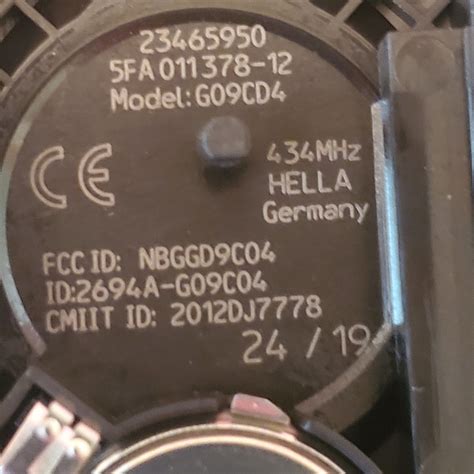 23465950
5FA 011378-12
Model: G09CD4
CE
434MHz
HELLA
Germany
FCC ID: NBGGD9C04
ID:2694A-G09C04
CMIIT ID: 2012DJ7778
24 / 19